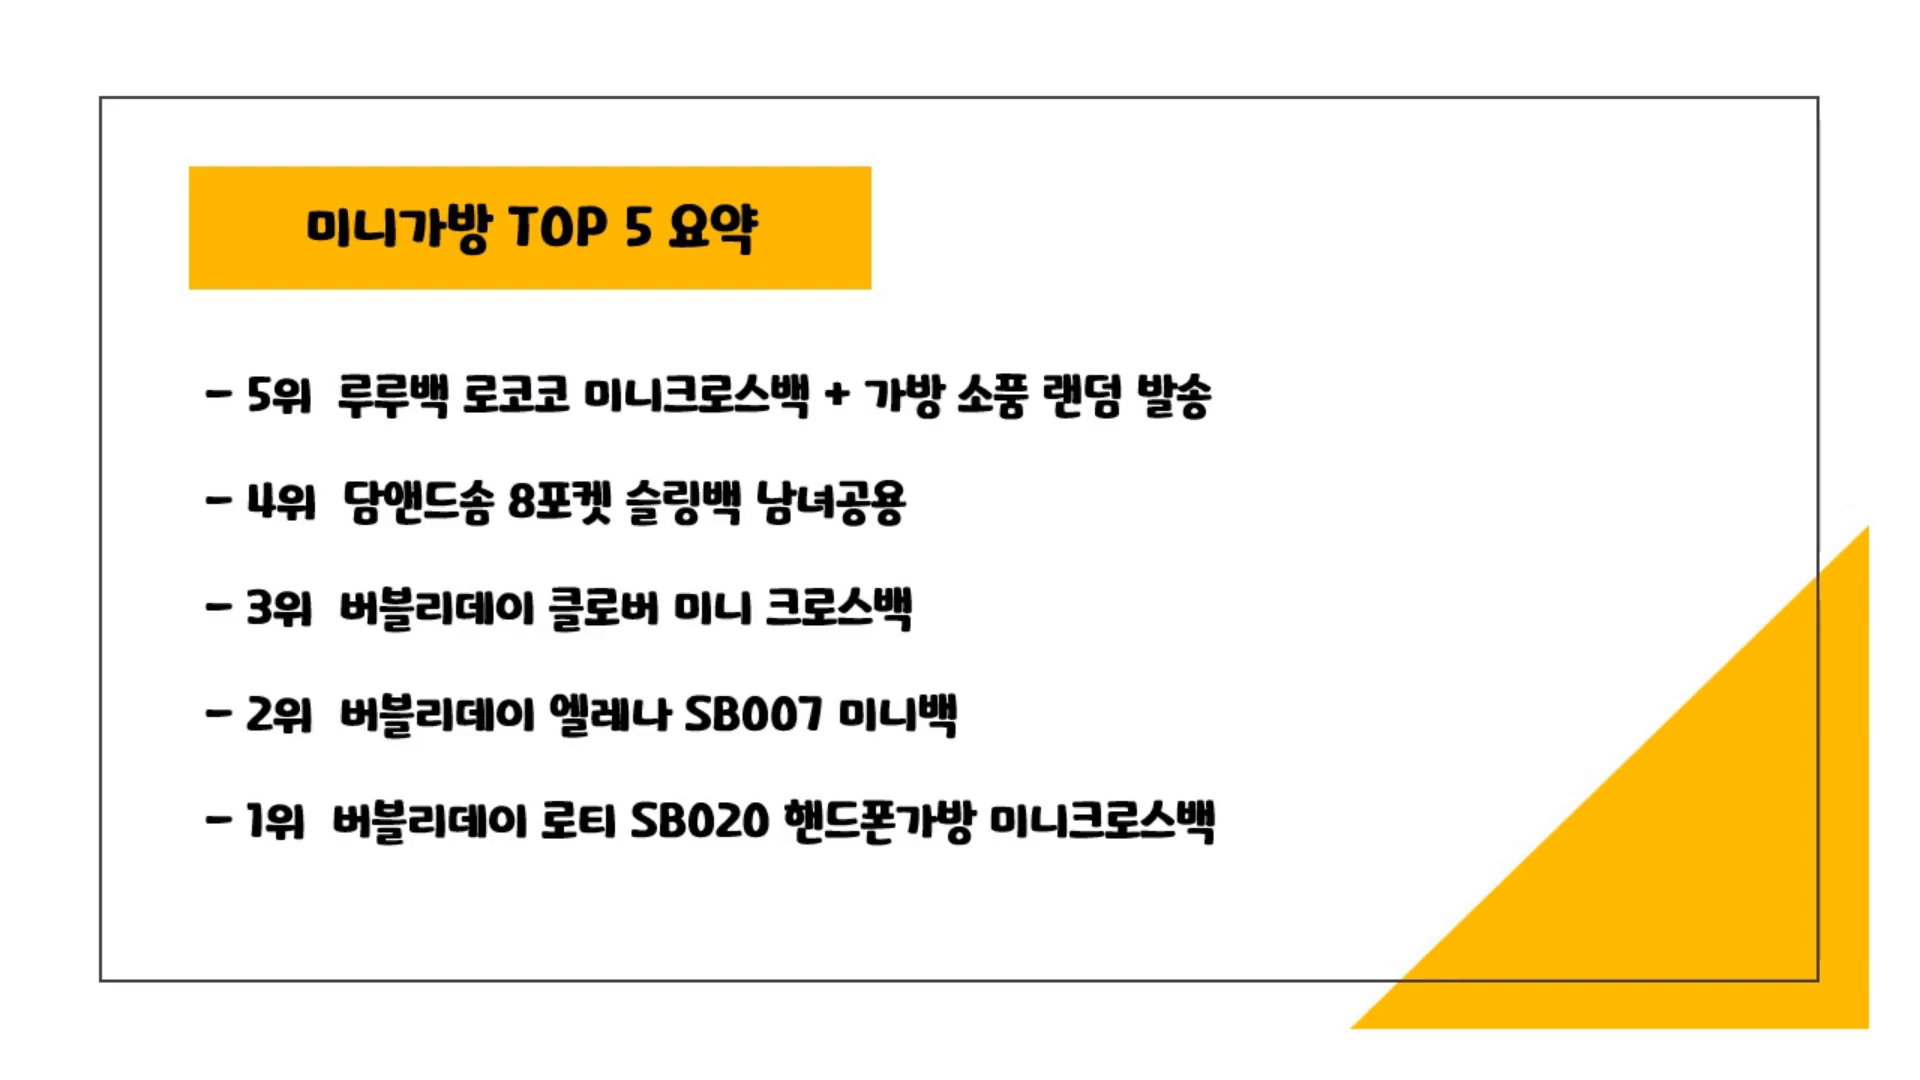 미니가방 TOP 5 요약
- 5위 루루백 로코코 미니크로스백 + 가방 소품 랜덤 발송
- 4위 담앤드솜 8포켓 슬링백 남녀공용
- 3위 버블리데이 클로버 미니 크로스백
- 2위 버블리데이 엘레나 SB007 미니백
- 1위 버블리데이 로티 SB020 핸드폰가방 미니크로스백